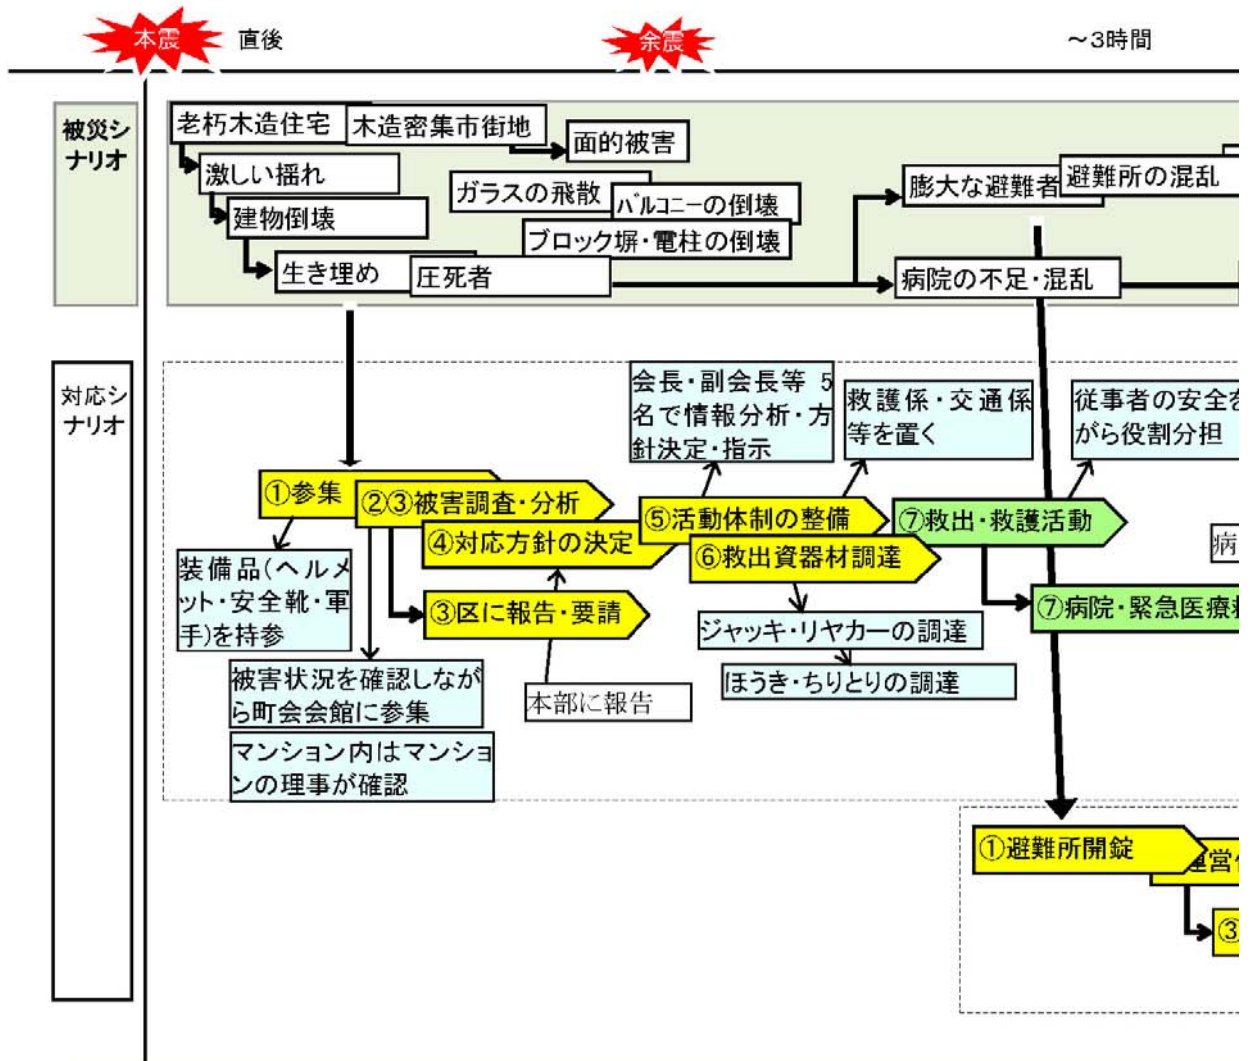 本震
直後
余震
～3時間
被災シ
ナリオ
老朽木造住宅
木造密集市街地
面的被害
激しい揺れ
ガラスの飛散
バルコニーの倒壊
膨大な避難者
避難所の混乱
建物倒壊
ブロック塀・電柱の倒壊
生き埋め
圧死者
病院の不足・混乱
対応シ
ナリオ
会長・副会長等 5
名で情報分析・方
針決定・指示
救護係・交通係
等を置く
従事者の安全を
がら役割分担
①参集
②③被害調査・分析
④対応方針の決定
⑤活動体制の整備
⑥救出資器材調達
⑦救出・救護活動
病
装備品(ヘルメ
ット・安全靴・軍
手)を持参
③区に報告・要請
ジャッキ・リヤカーの調達
⑦病院・緊急医療
被害状況を確認しなが
ら町会会館に参集
本部に報告
ほうき・ちりとりの調達
マンション内はマンショ
ンの理事が確認
①避難所開錠
運営
③